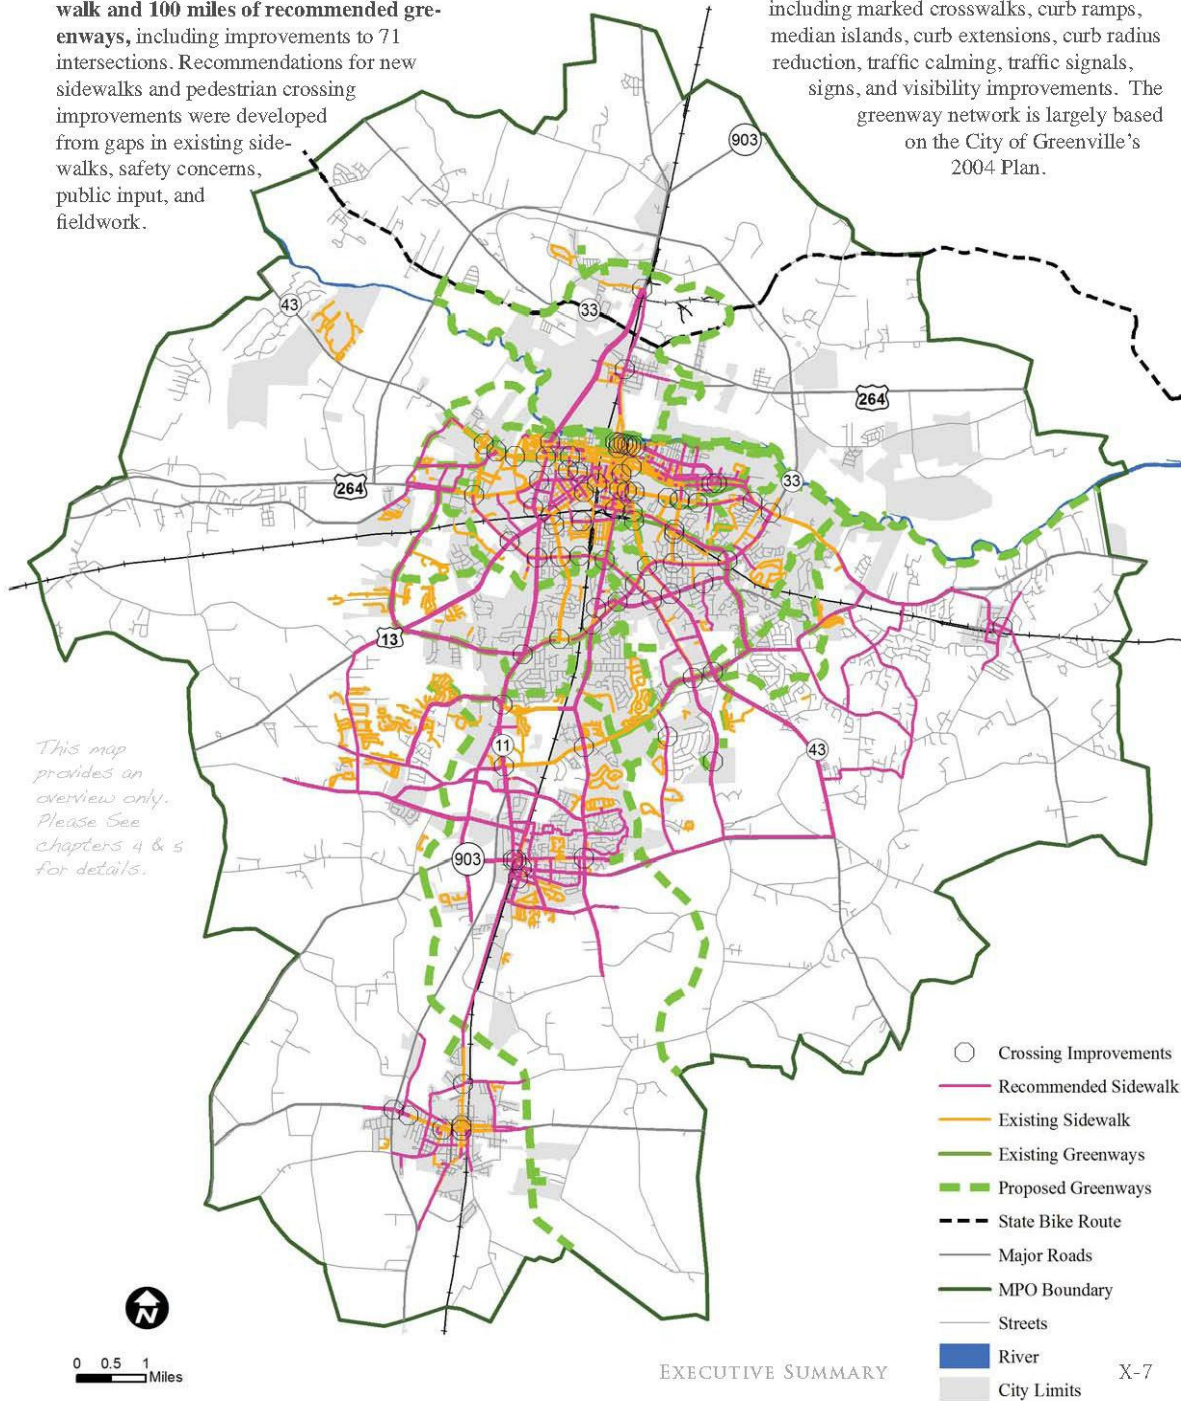 walk and 100 miles of recommended gre-
enways, including improvements to 71
intersections. Recommendations for new
sidewalks and pedestrian crossing
improvements were developed
from gaps in existing side-
walks, safety concerns,
public input, and
fieldwork.
including marked crosswalks, curb ramps,
median islands, curb extensions, curb radius
reduction, traffic calming, traffic signals,
signs, and visibility improvements. The
greenway network is largely based
on the City of Greenville's
2004 Plan.
903
43
33
264
264
33
13
11
43
903
This map
provides an
overview only.
Please See
chapters 4 & 5
for details.
Crossing Improvements
Recommended Sidewalk
Existing Sidewalk
Existing Greenways
Proposed Greenways
State Bike Route
Major Roads
MPO Boundary
Streets
River
City Limits
N
0 0.5 1
Miles
EXECUTIVE SUMMARY X-7